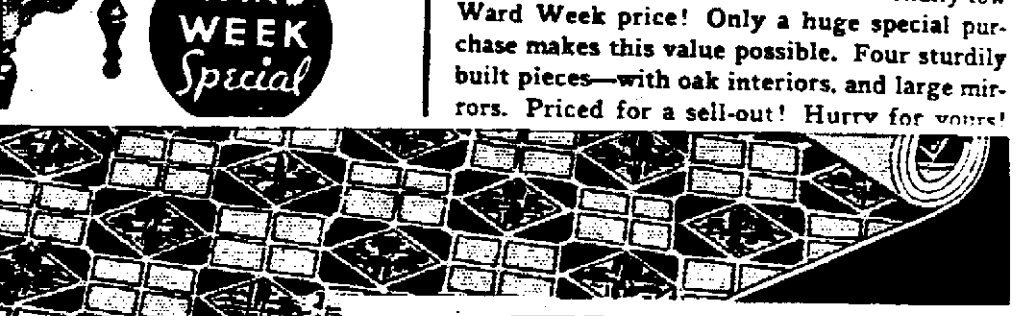 WEEK
Special
Ward Week price! Only a huge special pur-
chase makes this value possible. Four sturdily
built pieces—with oak interiors, and large mir-
rors. Priced for a sell-out! Hurry for yours!